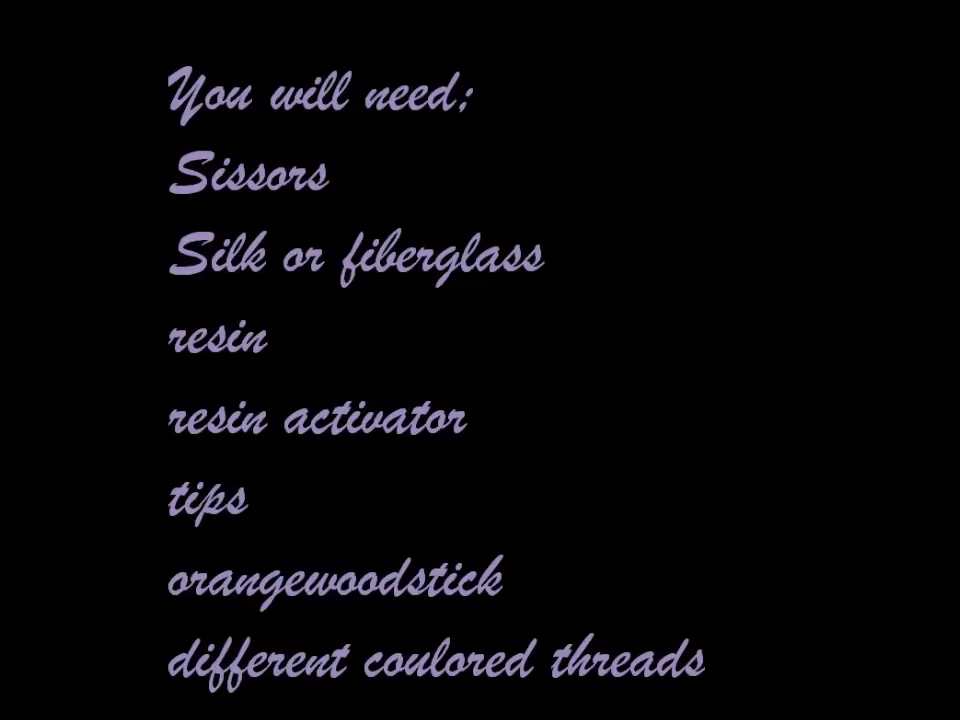 You will need;
Sissors
Silk or fiberglass
resin
resin activator
tips
orangewoodstick
different coulored threads